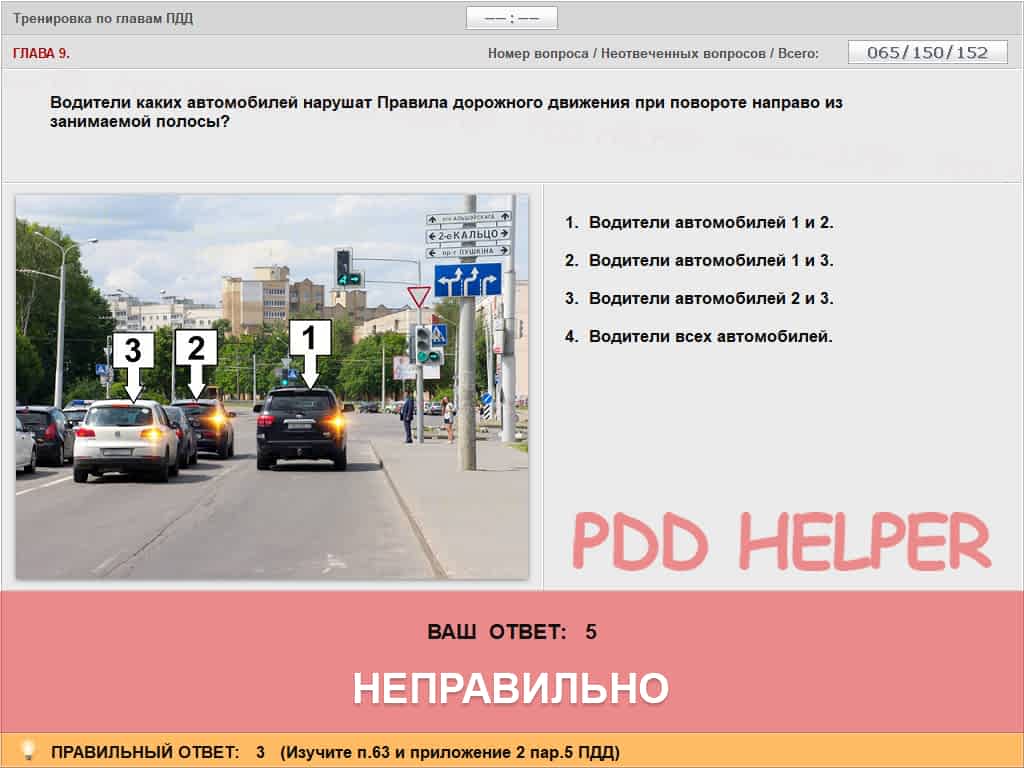 Тренировка по главам ПДД
—— : ——
ГЛАВА 9.
Номер вопроса / Неотвеченных вопросов / Всего:
065/150/152
Водители каких автомобилей нарушат Правила дорожного движения при повороте направо из
занимаемой полосы?
2-е КАЛЬЦО
пр-т ПУШКІНА
3
2
1
1. Водители автомобилей 1 и 2.
2. Водители автомобилей 1 и 3.
3. Водители автомобилей 2 и 3.
4. Водители всех автомобилей.
PDD HELPER
ВАШ ОТВЕТ: 5
НЕПРАВИЛЬНО
ПРАВИЛЬНЫЙ ОТВЕТ: 3 (Изучите п.63 и приложение 2 пар.5 ПДД)